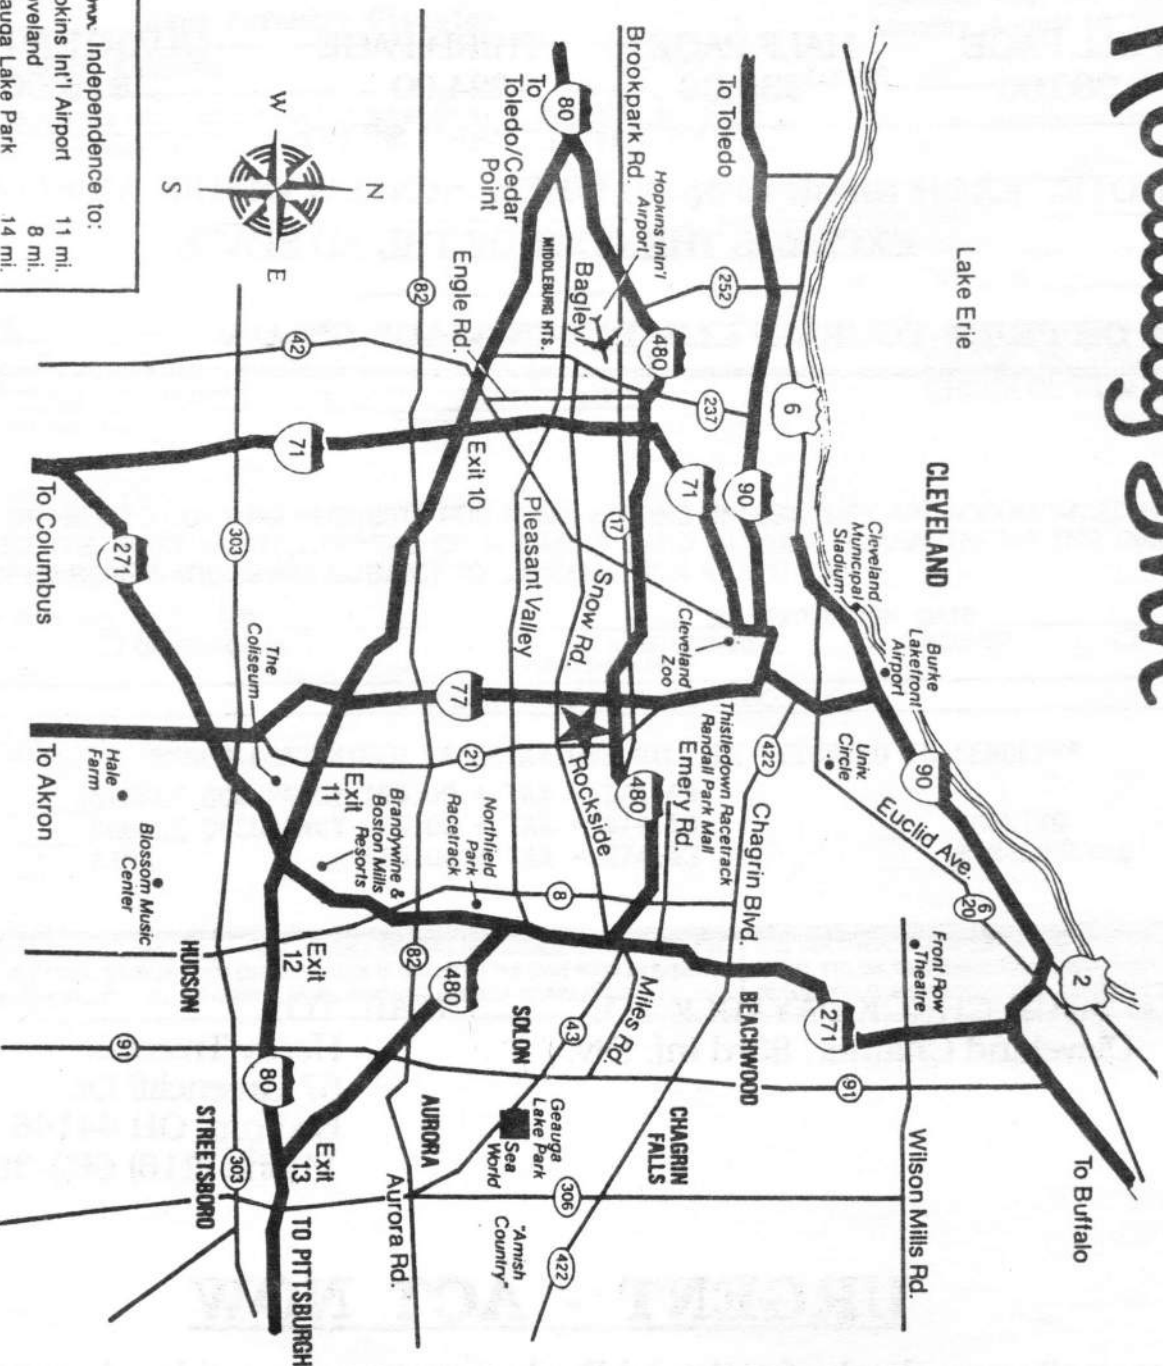 Holiday Inn
Lake Erie
CLEVELAND
To Toledo
Brookpark Rd.
80
To
Toledo/Cedar
Point
Hopkins Intn'l
Airport
MIDDLEBURG HTS.
Bagley
252
6
480
237
90
71
Engle Rd.
82
42
Exit 10
Pleasant Valley
17
Snow Rd.
Cleveland
Municipal
Stadium
Burke
Lakefront
Airport
Cleveland
Zoo
Univ.
Circle
90
Euclid Ave.
6
20
2
To Buffalo
Thistledown Racetrack
Randall Park Mall
Emery Rd.
422
Chagrin Blvd.
Front Row
Theatre
Wilson Mills Rd.
71
303
271
To Columbus
77
21
Rockside
480
The
Coliseum
Exit
11
Brandywine &
Boston Mills
Resorts
Northfield
Park
Racetrack
8
Hale
Farm
To Akron
Blossom Music
Center
HUDSON
Exit
12
82
480
SOLON
43
Miles Rd.
BEACHWOOD
271
91
91
80
STREETSBORO
303
Exit
13
AURORA
Aurora Rd.
Geauga
Lake Park
Sea
World
CHAGRIN
FALLS
306
"Amish
Country"
422
TO PITTSBURGH
N
W
E
S
Inn Independence to:
pkins Int'l Airport 11 mi.
eveland 8 mi.
auga Lake Park 14 mi.